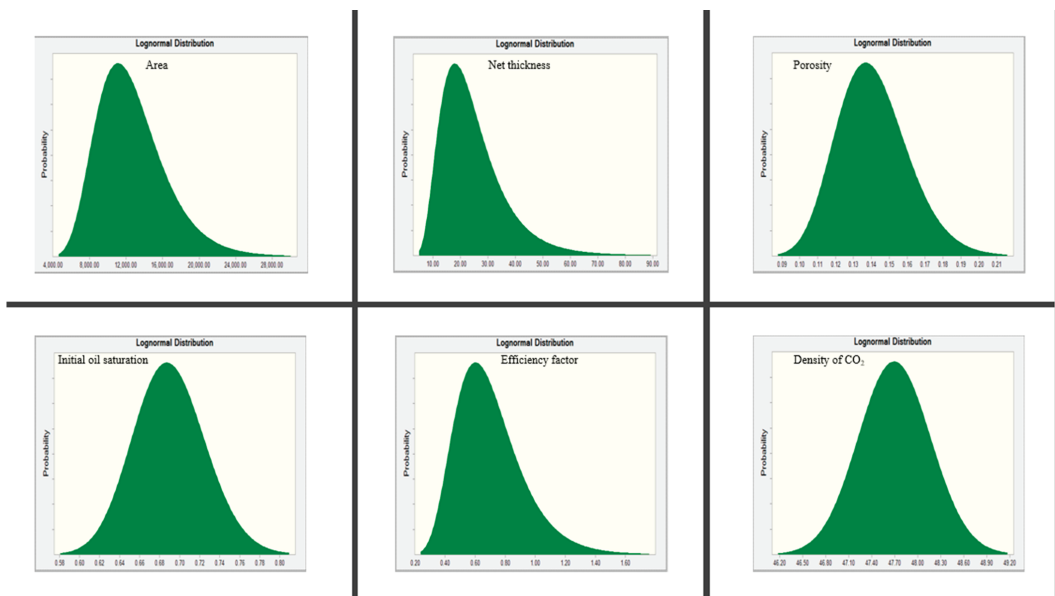 Lognormal Distribution
Area
Probability
4,000.00 8,000.00 12,000.00 16,000.00 20,000.00 24,000.00 28,000.00
Lognormal Distribution
Net thickness
Probability
10.00 20.00 30.00 40.00 50.00 60.00 70.00 80.00 90.00
Lognormal Distribution
Porosity
Probability
0.09 0.10 0.11 0.12 0.13 0.14 0.15 0.16 0.17 0.18 0.19 0.20 0.21
Lognormal Distribution
Initial oil saturation
Probability
0.58 0.60 0.62 0.64 0.66 0.68 0.70 0.72 0.74 0.76 0.78 0.80
Lognormal Distribution
Efficiency factor
Probability
0.20 0.40 0.60 0.80 1.00 1.20 1.40 1.60
Lognormal Distribution
Density of CO₂
Probability
46.20 46.50 46.80 47.10 47.40 47.70 48.00 48.30 48.60 48.90 49.20